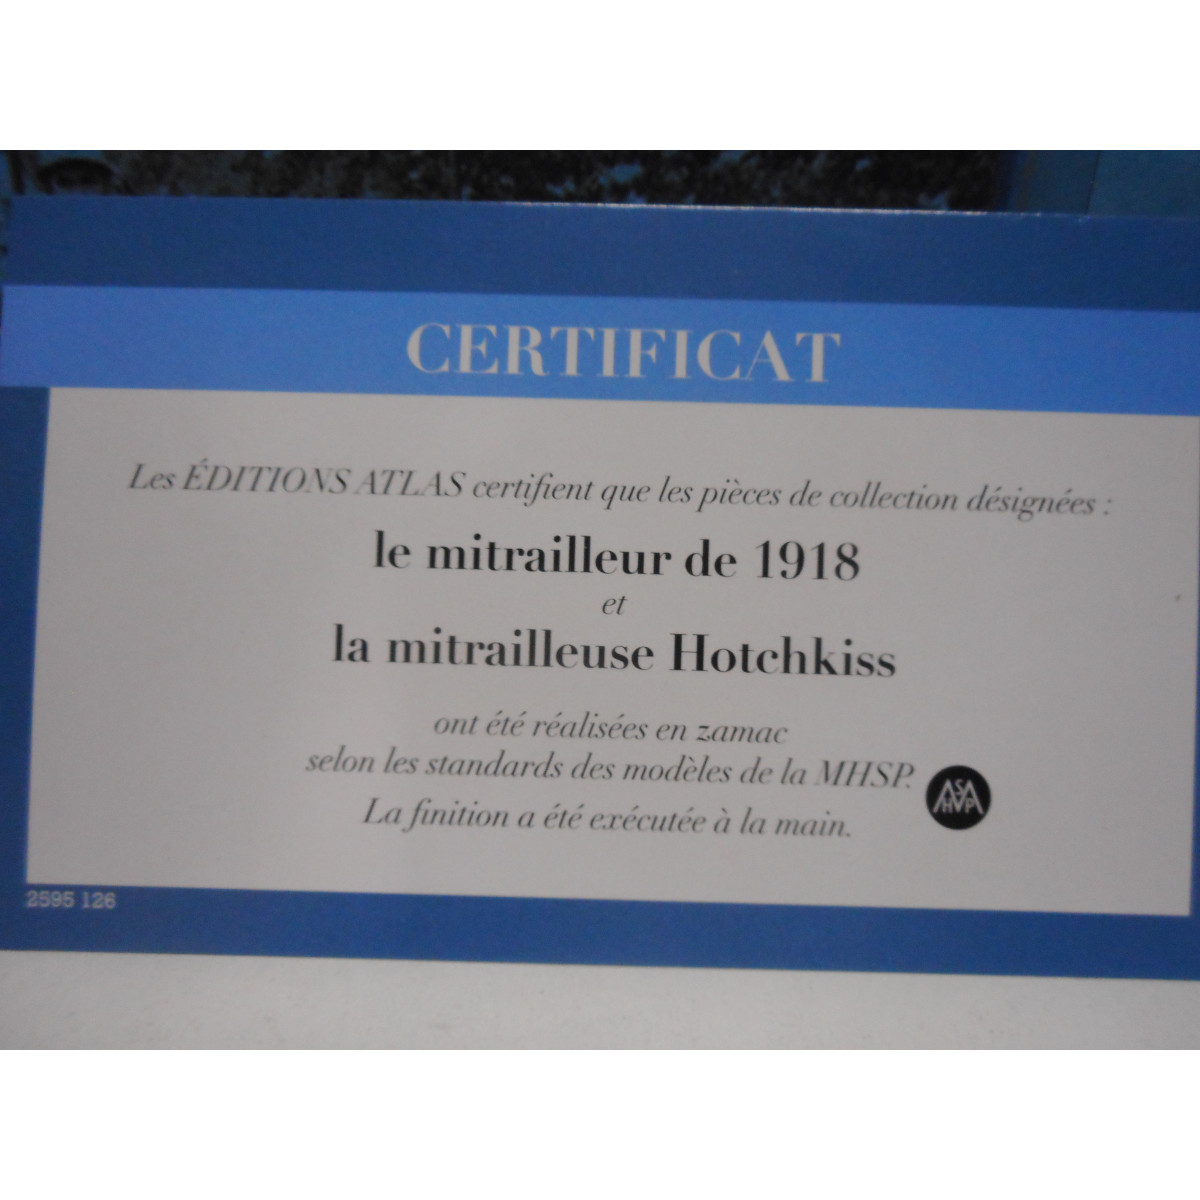 CERTIFICAT
Les ÉDITIONS ATLAS certifient que les pièces de collection désignées :
le mitrailleur de 1918
et
la mitrailleuse Hotchkiss
ont été réalisées en zamac
selon les standards des modèles de la MHSP.
La finition a été exécutée à la main.
MHSP
2595 126